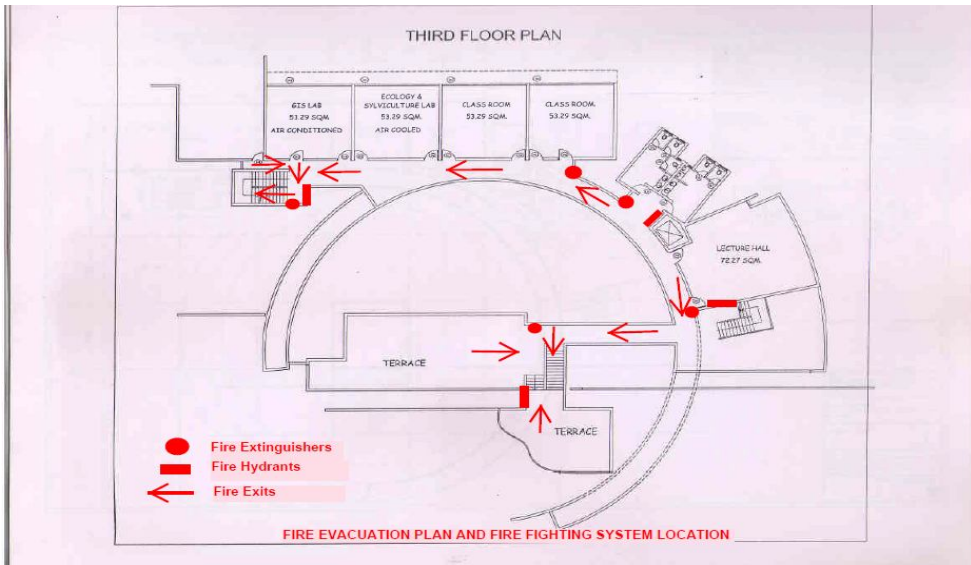 THIRD FLOOR PLAN
GIS LAB
53.29 SQM.
AIR CONDITIONED
ECOLOGY &
SYLVICULTURE LAB
53.29 SQM.
AIR COOLED
CLASS ROOM
53.29 SQM.
CLASS ROOM.
53.29 SQM.
LECTURE HALL
72.27 SQM.
TERRACE
TERRACE
Fire Extinguishers
Fire Hydrants
Fire Exits
FIRE EVACUATION PLAN AND FIRE FIGHTING SYSTEM LOCATION